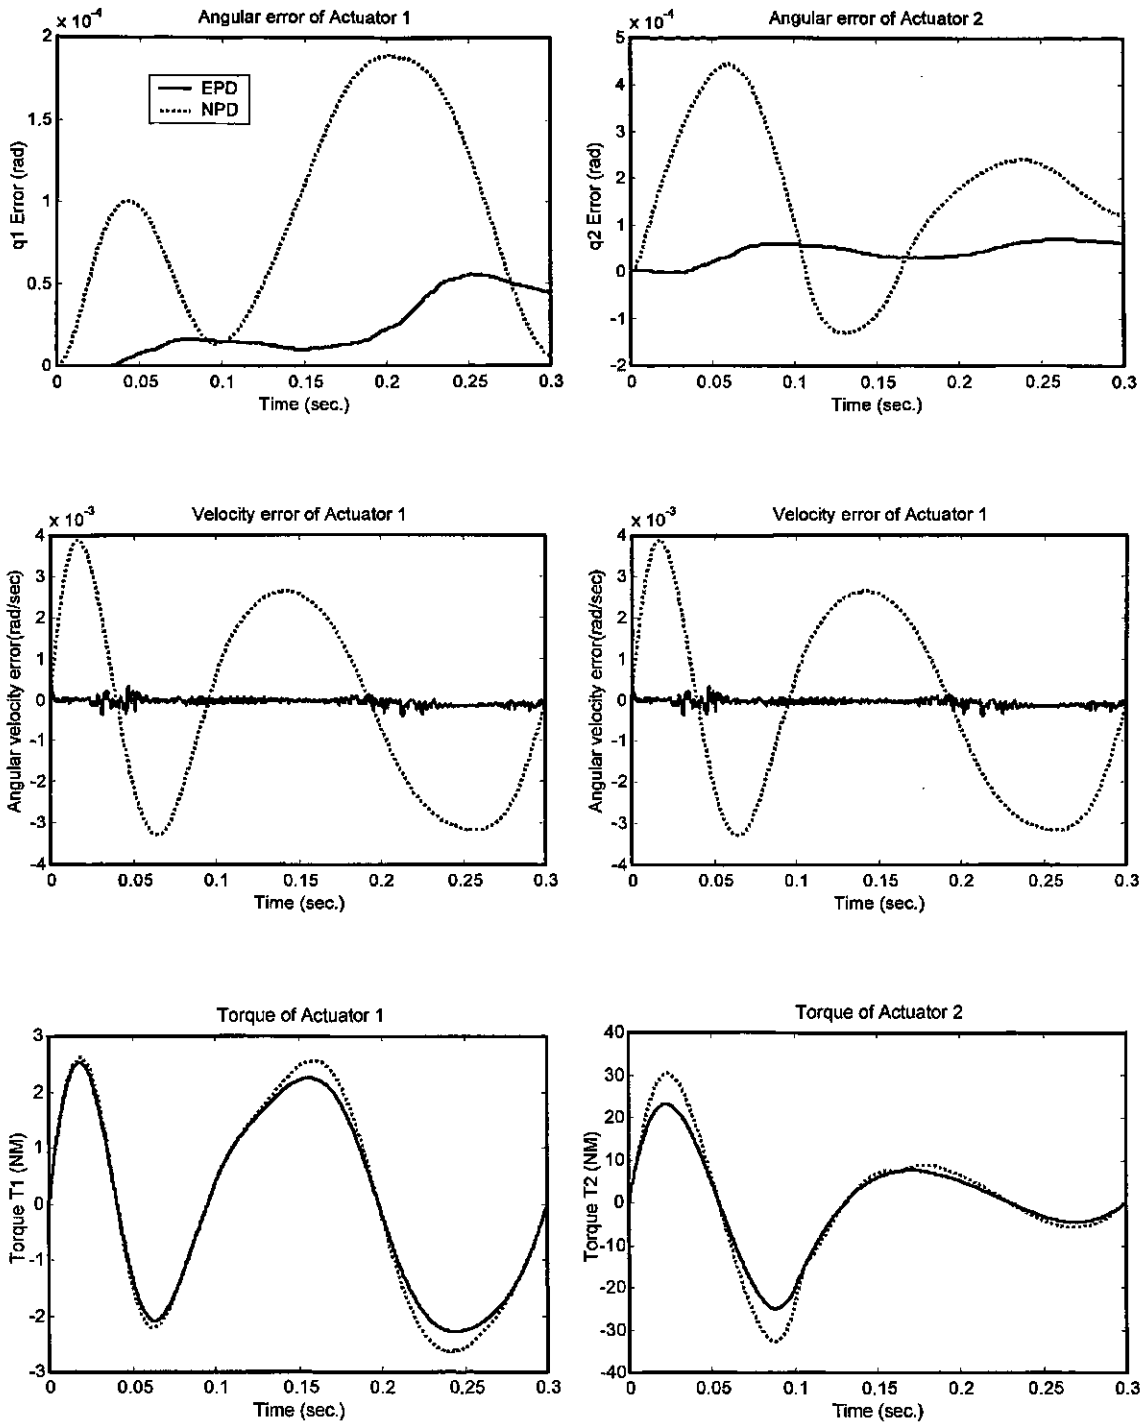 Angular error of Actuator 1
x 10-4
2
1.5
1
0.5
0
q1 Error (rad)
EPD
NPD
0 0.05 0.1 0.15 0.2 0.25 0.3
Time (sec.)
Angular error of Actuator 2
x 10-4
5
4
3
2
1
0
-1
-2
q2 Error (rad)
0 0.05 0.1 0.15 0.2 0.25 0.3
Time (sec.)
Velocity error of Actuator 1
x 10-3
4
3
2
1
0
-1
-2
-3
-4
Angular velocity error(rad/sec)
0 0.05 0.1 0.15 0.2 0.25 0.3
Time (sec.)
Velocity error of Actuator 1
x 10-3
4
3
2
1
0
-1
-2
-3
-4
Angular velocity error(rad/sec)
0 0.05 0.1 0.15 0.2 0.25 0.3
Time (sec.)
Torque of Actuator 1
3
2
1
0
-1
-2
-3
Torque T1 (NM)
0 0.05 0.1 0.15 0.2 0.25 0.3
Time (sec.)
Torque of Actuator 2
40
30
20
10
0
-10
-20
-30
-40
Torque T2 (NM)
0 0.05 0.1 0.15 0.2 0.25 0.3
Time (sec.)